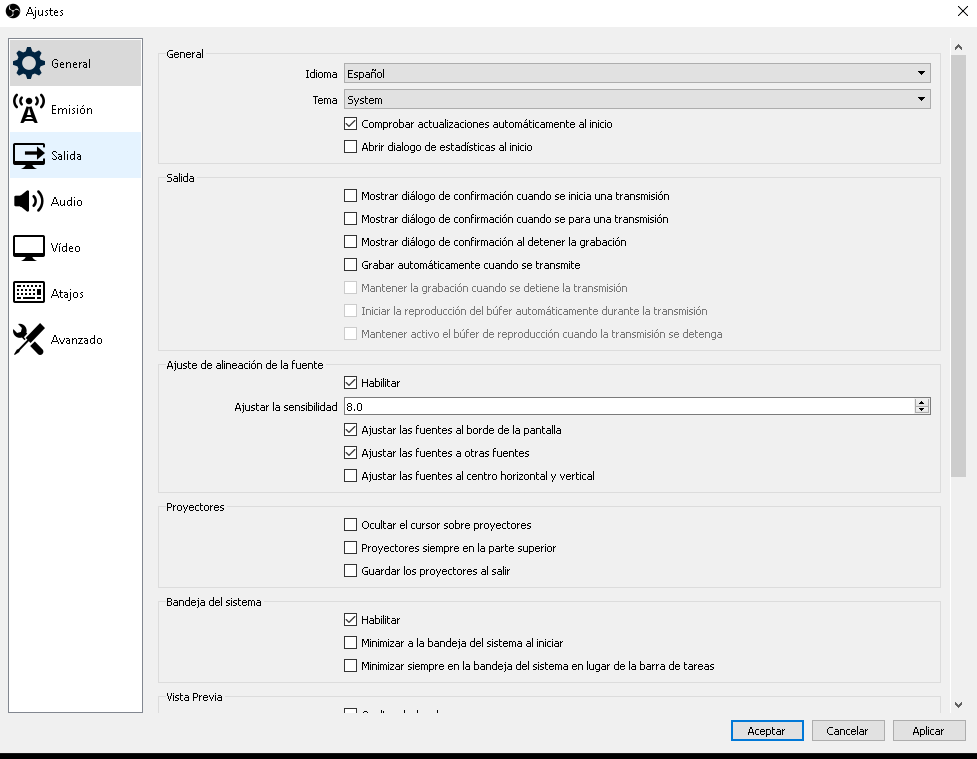 Ajustes
General
Emisión
Salida
Audio
Vídeo
Atajos
Avanzado
General
Idioma Español
Tema System
Comprobar actualizaciones automáticamente al inicio
Abrir dialogo de estadísticas al inicio
Salida
Mostrar diálogo de confirmación cuando se inicia una transmisión
Mostrar diálogo de confirmación cuando se para una transmisión
Mostrar diálogo de confirmación al detener la grabación
Grabar automáticamente cuando se transmite
Mantener la grabación cuando se detiene la transmisión
Iniciar la reproducción del búfer automáticamente durante la transmisión
Mantener activo el búfer de reproducción cuando la transmisión se detenga
Ajuste de alineación de la fuente
Habilitar
Ajustar la sensibilidad 8.0
Ajustar las fuentes al borde de la pantalla
Ajustar las fuentes a otras fuentes
Ajustar las fuentes al centro horizontal y vertical
Proyectores
Ocultar el cursor sobre proyectores
Proyectores siempre en la parte superior
Guardar los proyectores al salir
Bandeja del sistema
Habilitar
Minimizar a la bandeja del sistema al iniciar
Minimizar siempre en la bandeja del sistema en lugar de la barra de tareas
Vista Previa
Aceptar Cancelar Aplicar